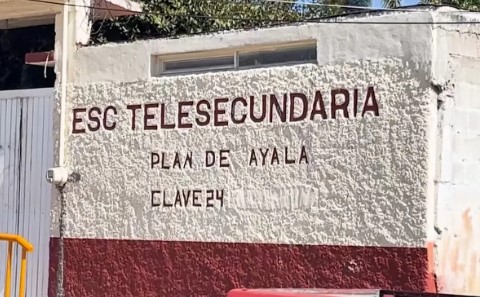 ESC TELESECUNDARIA
PLAN DE AYALA
CLAVE 24